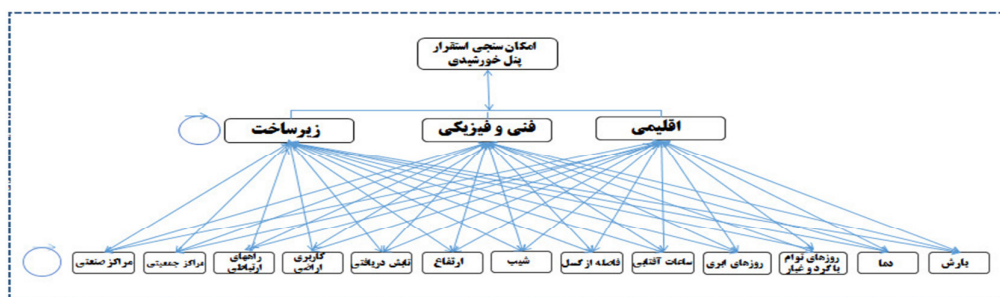 امکان سنجی استقرار
پنل خورشیدی
اقلیمی
فنی و فیزیکی
زیرساخت
بارش
دما
روزهای توام
با گرد و غبار
روزهای ابری
ساعات آفتابی
فاصله از گسل
شیب
ارتفاع
تابش دریافتی
کاربری
اراضی
راههای
ارتباطی
مراکز جمعیتی
مراکز صنعتی